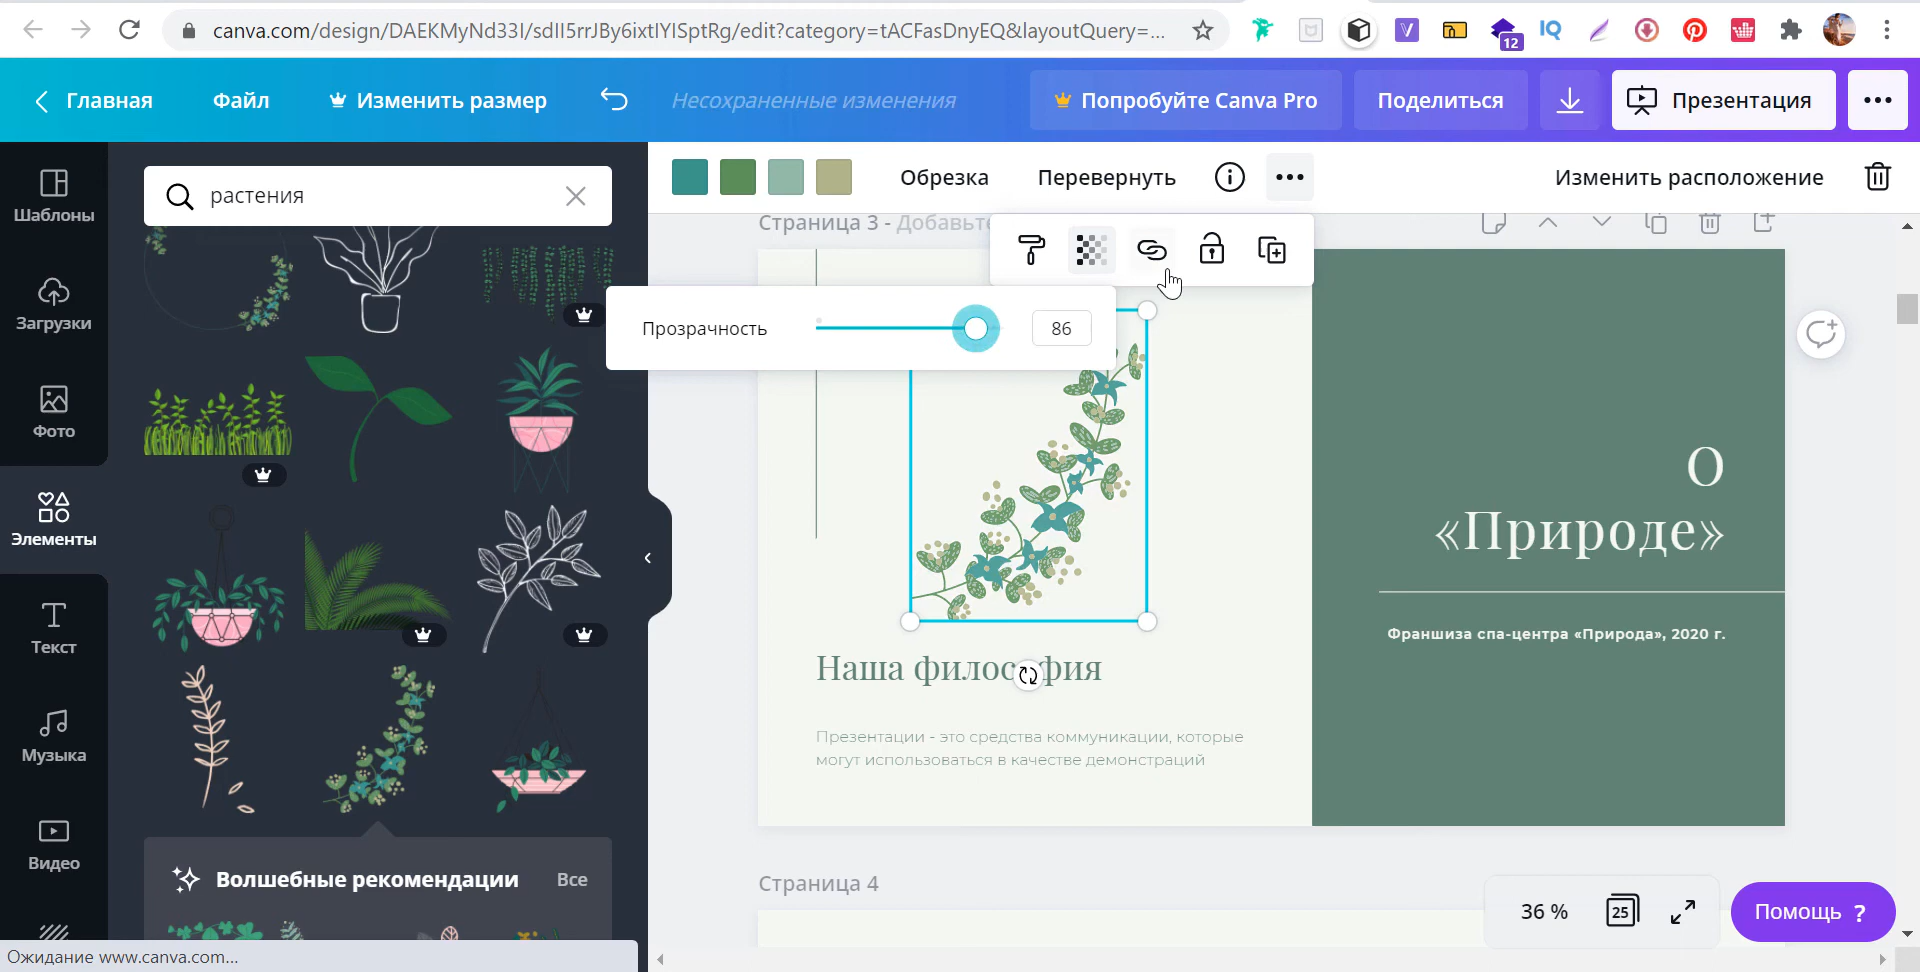 canva.com/design/DAEKMyNd33I/sdII5rrJBy6ixtIYISptRg/edit?category=tACFasDnyEQ&layoutQuery=...
12
Главная
Файл
Изменить размер
Несохраненные изменения
Попробуйте Canva Pro
Поделиться
Презентация
Шаблоны
Загрузки
Фото
Элементы
Текст
Музыка
Видео
растения
Обрезка
Перевернуть
Изменить расположение
Страница 3 - Добавьте
Прозрачность
86
О
«Природе»
Франшиза спа-центра «Природа», 2020 г.
Наша философия
Презентации - это средства коммуникации, которые
могут использоваться в качестве демонстраций
Волшебные рекомендации
Все
Страница 4
36 %
25
Помощь ?
Ожидание www.canva.com...